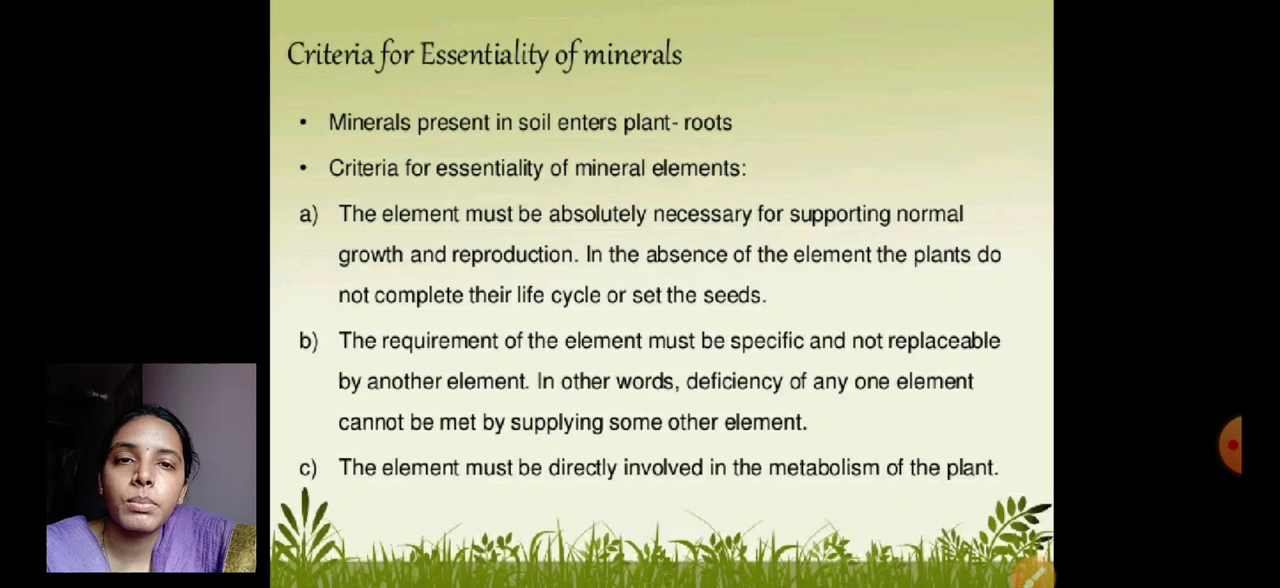 Criteria for Essentiality of minerals
• Minerals present in soil enters plant- roots
• Criteria for essentiality of mineral elements:
a) The element must be absolutely necessary for supporting normal
growth and reproduction. In the absence of the element the plants do
not complete their life cycle or set the seeds.
b) The requirement of the element must be specific and not replaceable
by another element. In other words, deficiency of any one element
cannot be met by supplying some other element.
c) The element must be directly involved in the metabolism of the plant.